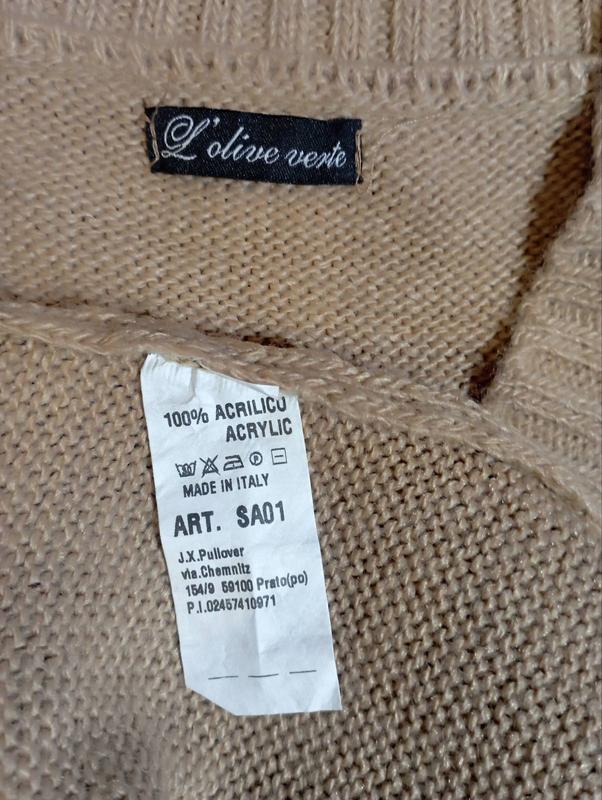 L'olive verte
100% ACRILICO
ACRYLIC
MADE IN ITALY
ART. SA01
J.X.Pullover
via.Chemnitz
154/9 59100 Prato(po)
P.I.02457410971